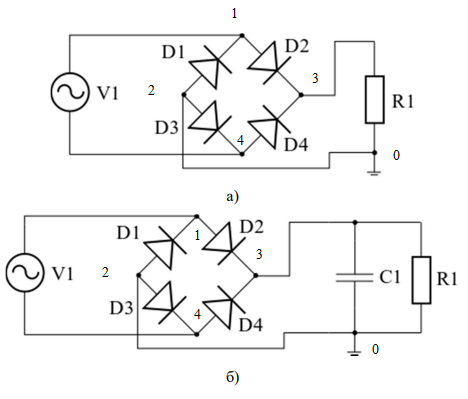 1
D1 D2
V1 2 3 R1
D3 4 D4
0
а)
D1 1 D2
2 3
V1 C1 R1
D3 4 D4
0
б)